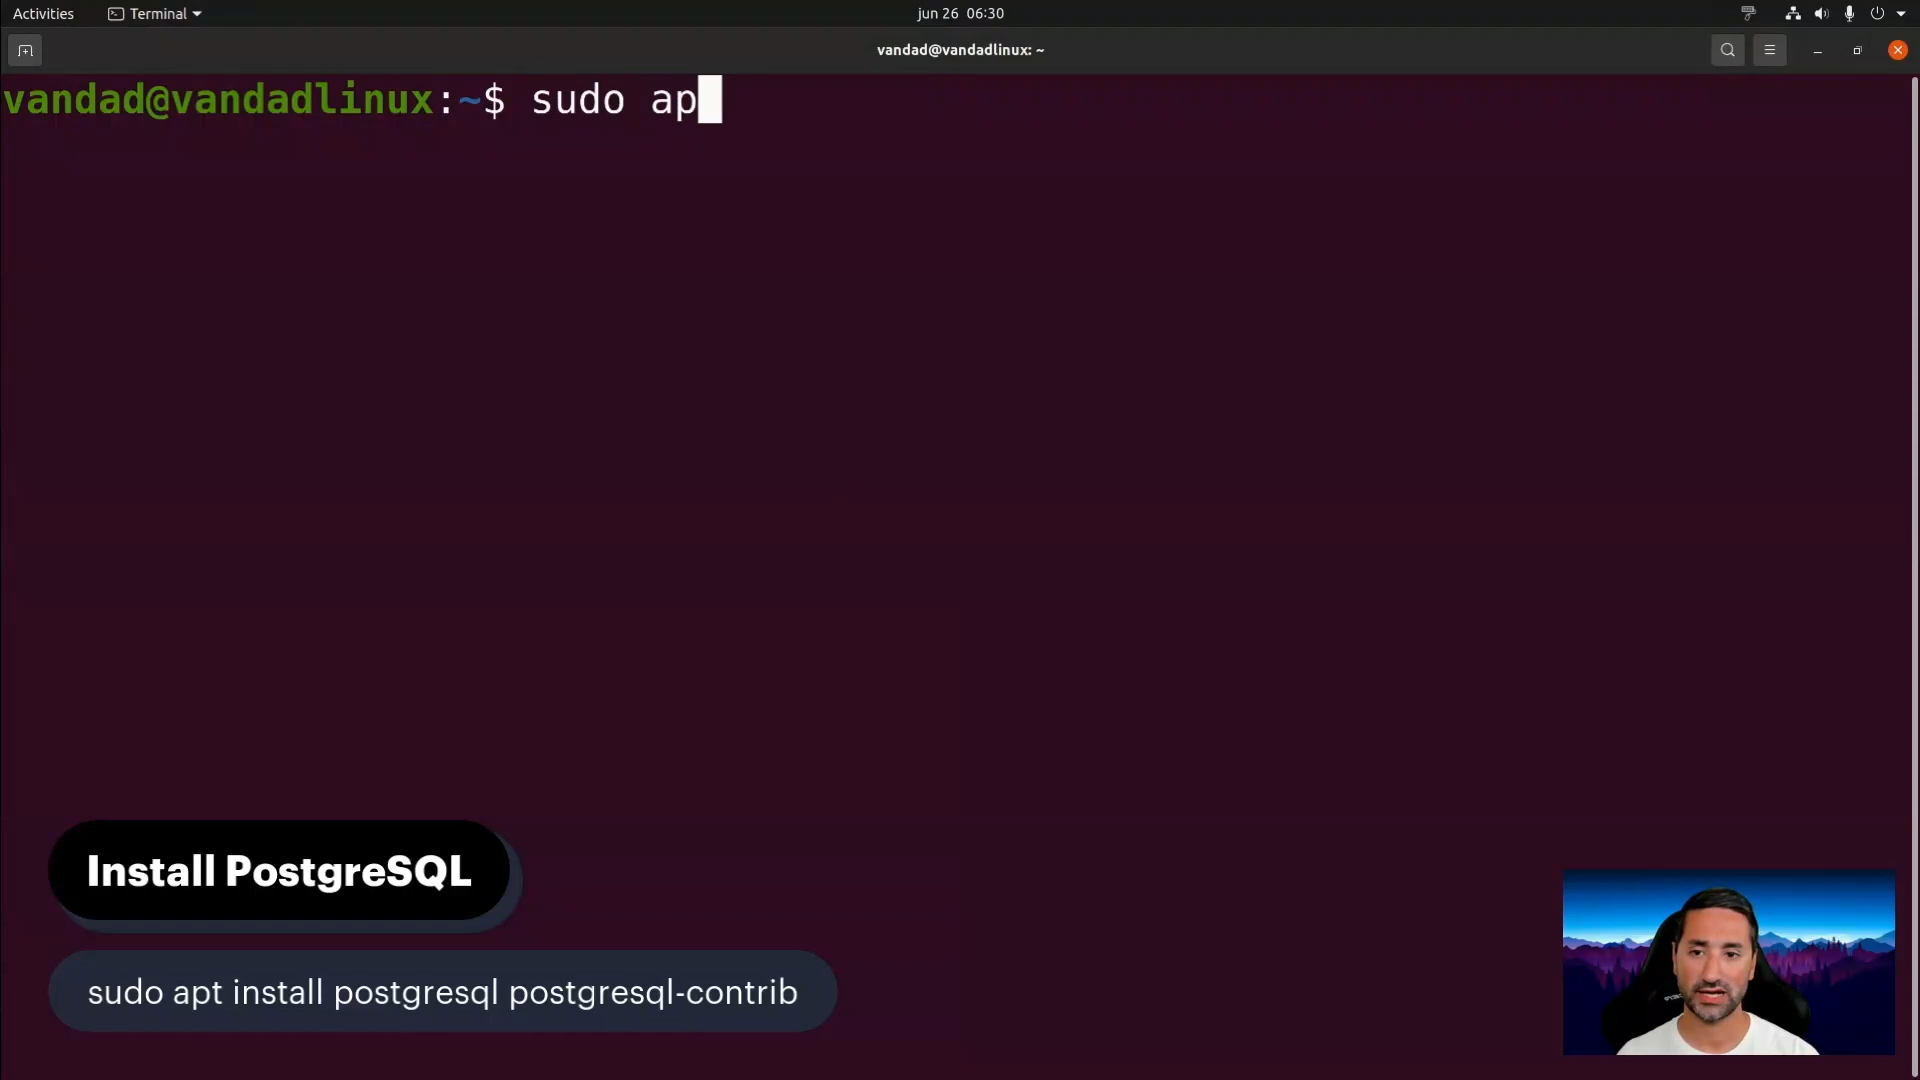 Activities
Terminal
jun 26 06:30
vandad@vandadlinux: ~
vandad@vandadlinux:~$ sudo ap
Install PostgreSQL
sudo apt install postgresql postgresql-contrib